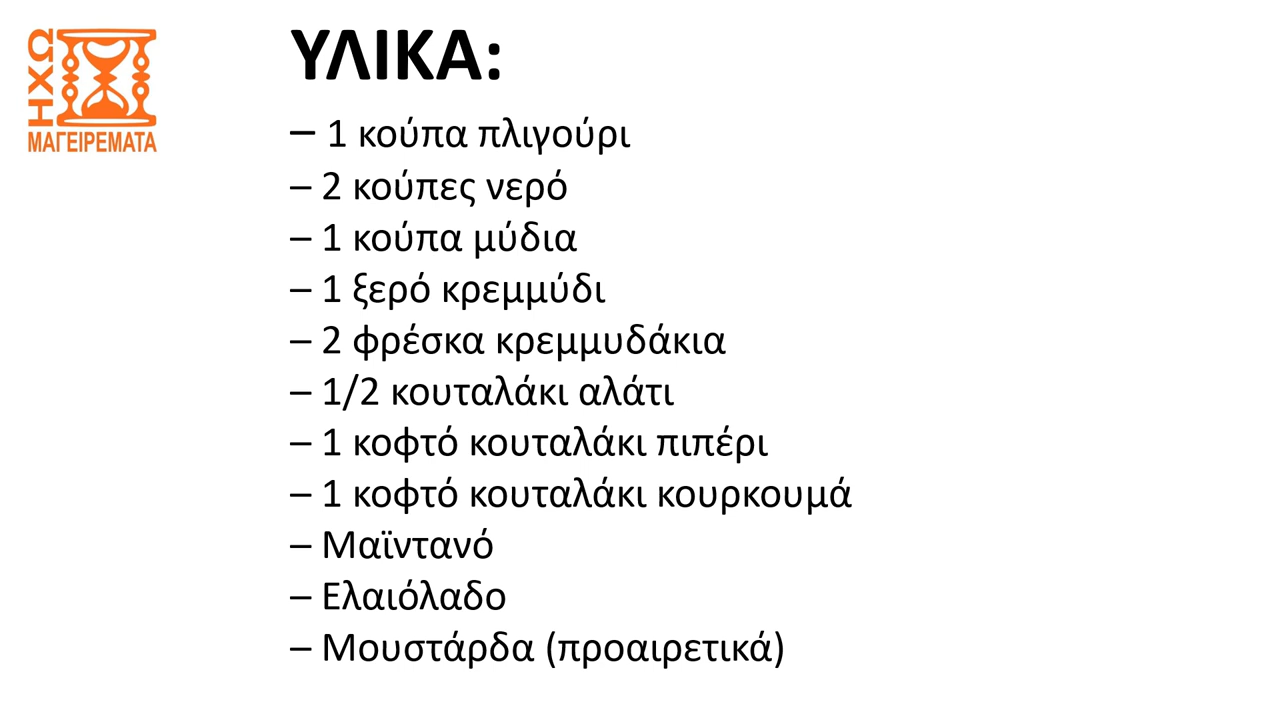 ΗΧΩ
ΜΑΓΕΙΡΕΜΑΤΑ
ΥΛΙΚΑ:
– 1 κούπα πλιγούρι
– 2 κούπες νερό
– 1 κούπα μύδια
– 1 ξερό κρεμμύδι
– 2 φρέσκα κρεμμυδάκια
– 1/2 κουταλάκι αλάτι
– 1 κοφτό κουταλάκι πιπέρι
– 1 κοφτό κουταλάκι κουρκουμά
– Μαϊντανό
– Ελαιόλαδο
– Μουστάρδα (προαιρετικά)